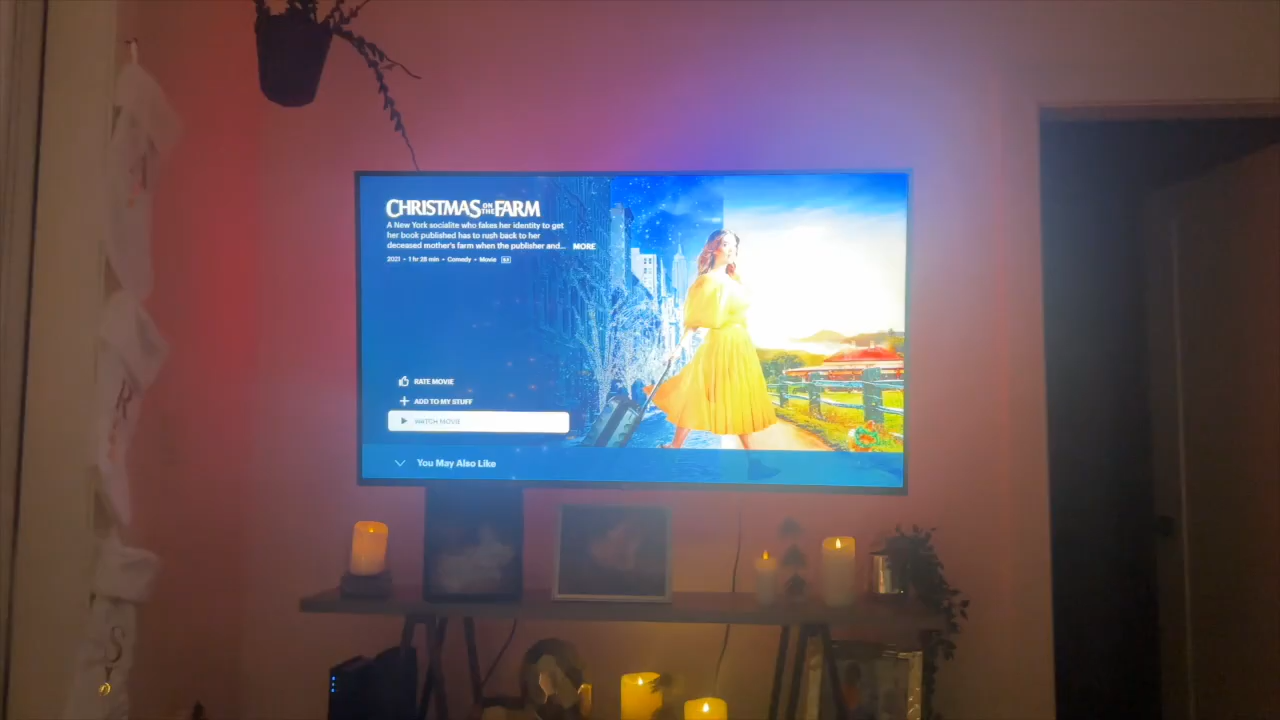 CHRISTMAS ON THE FARM
A New York socialite who fakes her identity to get
her book published has to rush back to her
deceased mother's farm when the publisher and... MORE
2021 • 1 hr 28 min • Comedy • Movie
RATE MOVIE
+ ADD TO MY STUFF
WATCH MOVIE
You May Also Like
R
S